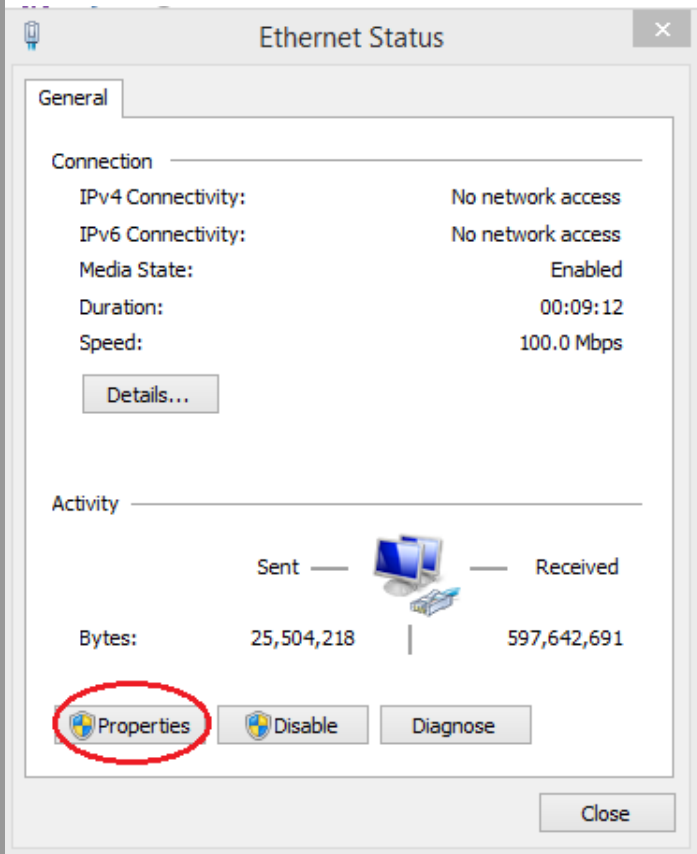 Ethernet Status
General
Connection
IPv4 Connectivity: No network access
IPv6 Connectivity: No network access
Media State: Enabled
Duration: 00:09:12
Speed: 100.0 Mbps
Details...
Activity
Sent Received
Bytes: 25,504,218 597,642,691
Properties Disable Diagnose
Close